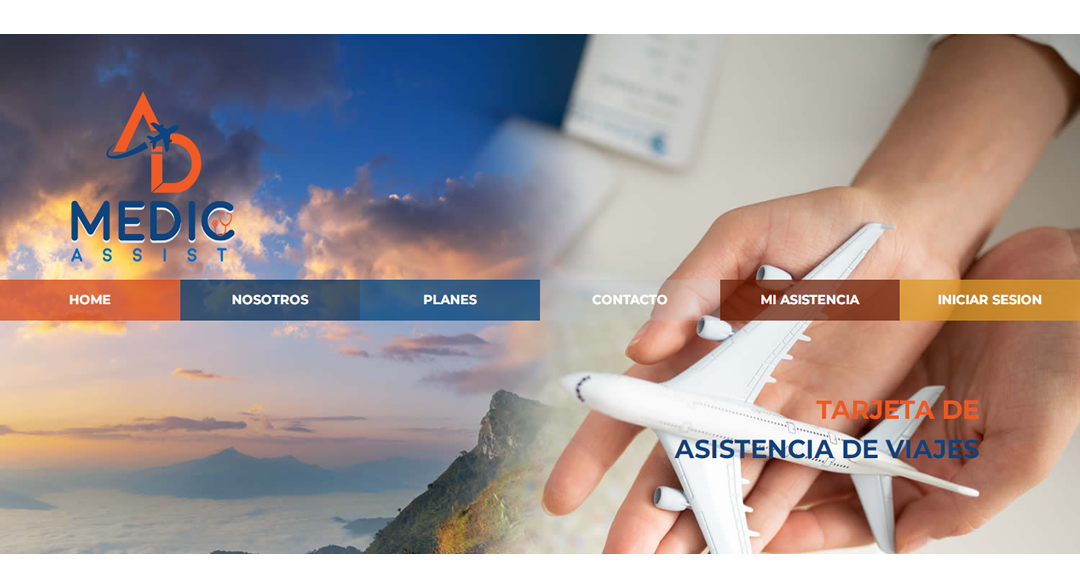 AD
MEDIC
ASSIST
HOME NOSOTROS PLANES CONTACTO MI ASISTENCIA INICIAR SESION
TARJETA DE
ASISTENCIA DE VIAJES